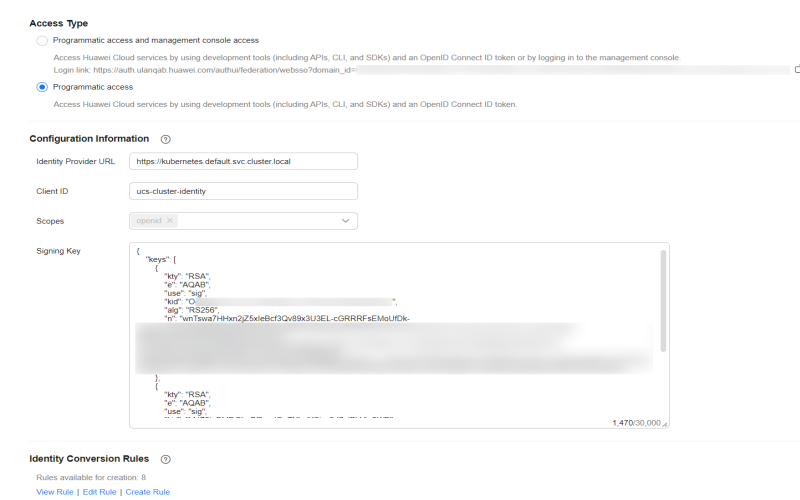 Access Type
Programmatic access and management console access
Access Huawei Cloud services by using development tools (including APIs, CLI, and SDKs) and an OpenID Connect ID token or by logging in to the management console.
Login link: https://auth.ulanqab.huawei.com/authui/federation/websso?domain_id=
Programmatic access
Access Huawei Cloud services by using development tools (including APIs, CLI, and SDKs) and an OpenID Connect ID token.
Configuration Information ?
Identity Provider URL https://kubernetes.default.svc.cluster.local
Client ID ucs-cluster-identity
Scopes openid ×
Signing Key {
"keys": [
{
"kty": "RSA",
"e": "AQAB",
"use": "sig",
"kid": "O ",
"alg": "RS256",
"n": "wnTswa7HHxn2jZ5xIeBcf3Qv89x3U3EL-cGRRRFsEMoUfDk-
},
{
"kty": "RSA",
"e": "AQAB",
"use": "sig",
1,470/30,000
Identity Conversion Rules ?
Rules available for creation: 8
View Rule | Edit Rule | Create Rule